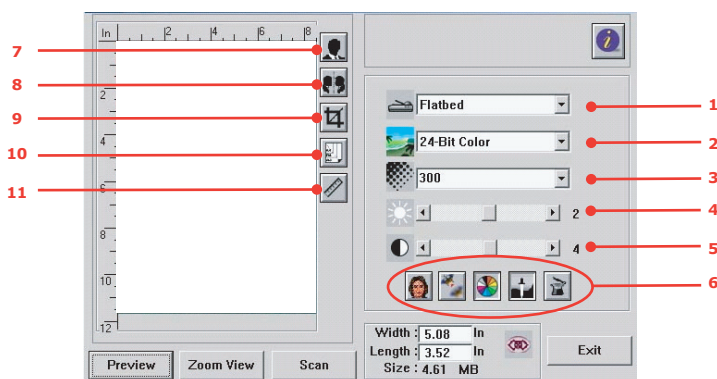 In 2 4 6 8
2
4
6
8
10
12
7
8
9
10
11
i
Flatbed
24-Bit Color
300
2
4
1
2
3
4
5
6
Width : 5.08 In
Length : 3.52 In
Size : 4.61 MB
Preview Zoom View Scan
Exit